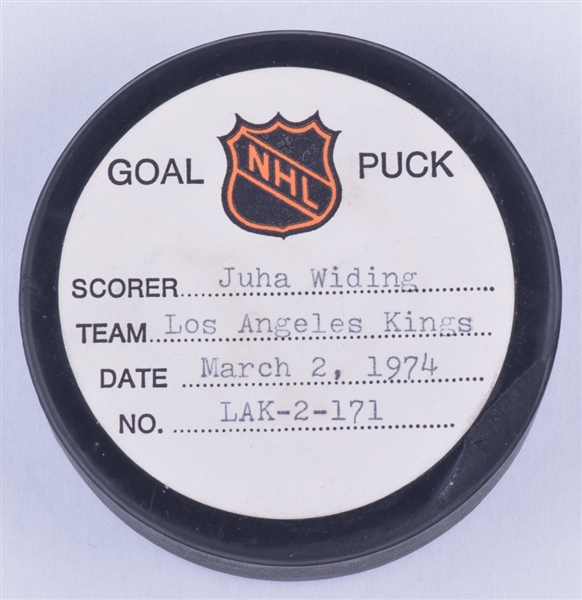 GOAL NHL PUCK
SCORER Juha Widing
TEAM Los Angeles Kings
DATE March 2, 1974
NO. LAK-2-171